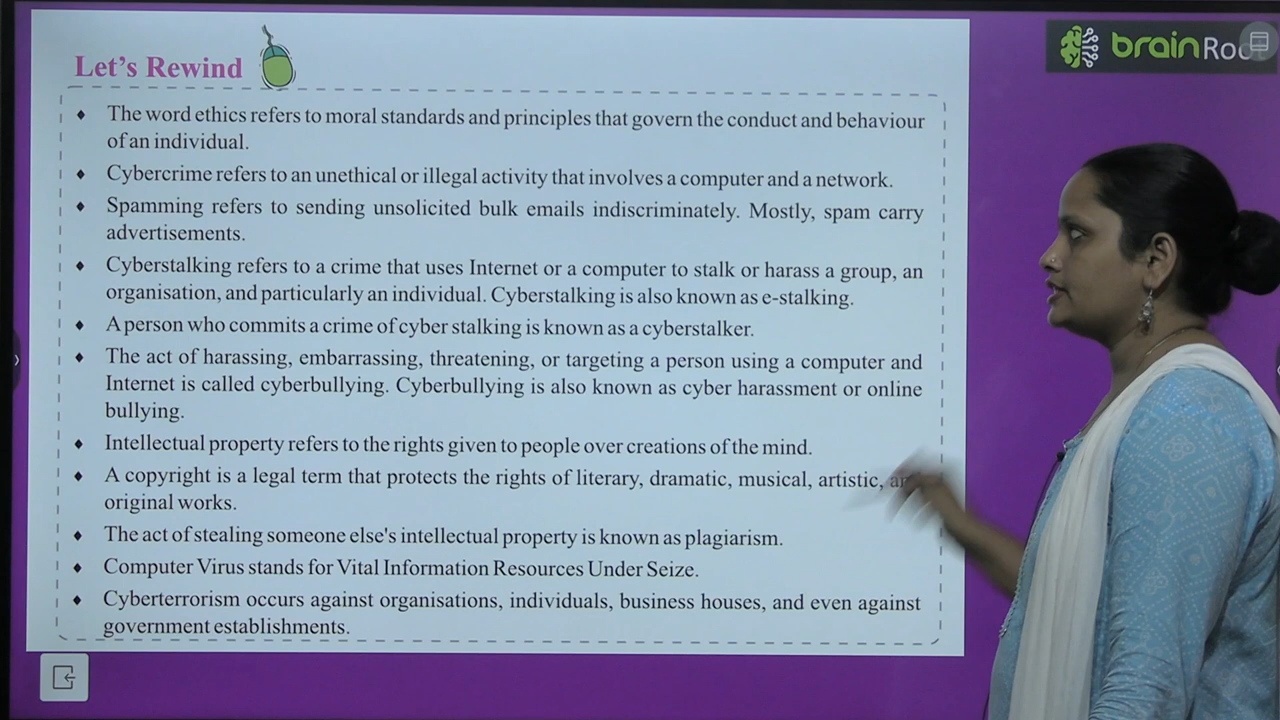 Let's Rewind
brainRo
♦ The word ethics refers to moral standards and principles that govern the conduct and behaviour
of an individual.
♦ Cybercrime refers to an unethical or illegal activity that involves a computer and a network.
♦ Spamming refers to sending unsolicited bulk emails indiscriminately. Mostly, spam carry
advertisements.
♦ Cyberstalking refers to a crime that uses Internet or a computer to stalk or harass a group, an
organisation, and particularly an individual. Cyberstalking is also known as e-stalking.
♦ A person who commits a crime of cyber stalking is known as a cyberstalker.
♦ The act of harassing, embarrassing, threatening, or targeting a person using a computer and
Internet is called cyberbullying. Cyberbullying is also known as cyber harassment or online
bullying.
♦ Intellectual property refers to the rights given to people over creations of the mind.
♦ A copyright is a legal term that protects the rights of literary, dramatic, musical, artistic,
original works.
♦ The act of stealing someone else's intellectual property is known as plagiarism.
♦ Computer Virus stands for Vital Information Resources Under Seize.
♦ Cyberterrorism occurs against organisations, individuals, business houses, and even against
government establishments.